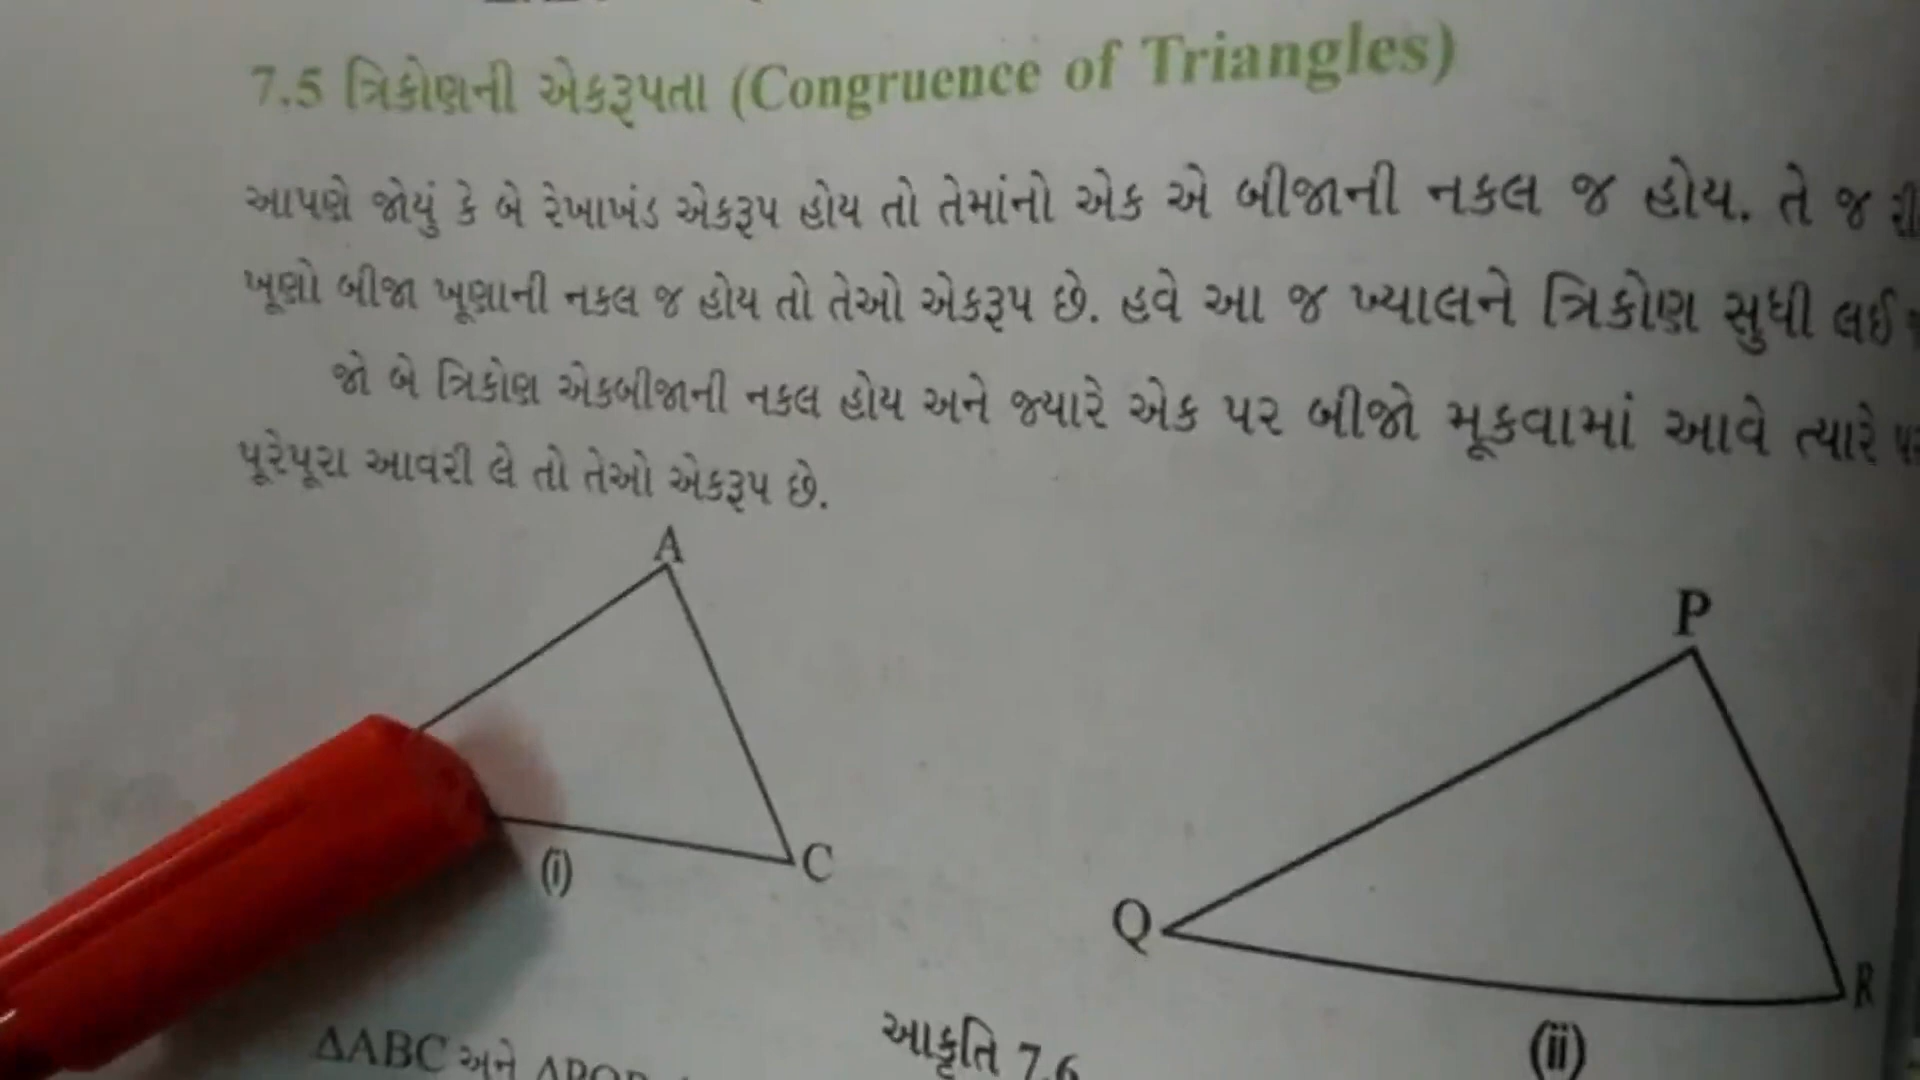 7.5 ત્રિકોણની એકરૂપતા (Congruence of Triangles)
આપણે જોયું કે બે રેખાખંડ એકરૂપ હોય તો તેમાંનો એક એ બીજાની નકલ જ હોય. તે જ
ખૂણો બીજા ખૂણાની નકલ જ હોય તો તેઓ એકરૂપ છે. હવે આ જ ખ્યાલને ત્રિકોણ સુધી લઈ
જો બે ત્રિકોણ એકબીજાની નકલ હોય અને જ્યારે એક પર બીજો મૂકવામાં આવે ત્યારે
પૂરેપૂરા આવરી લે તો તેઓ એકરૂપ છે.
A
P
C
(i)
Q
R
(ii)
આકૃતિ 7.6
ΔABC અને